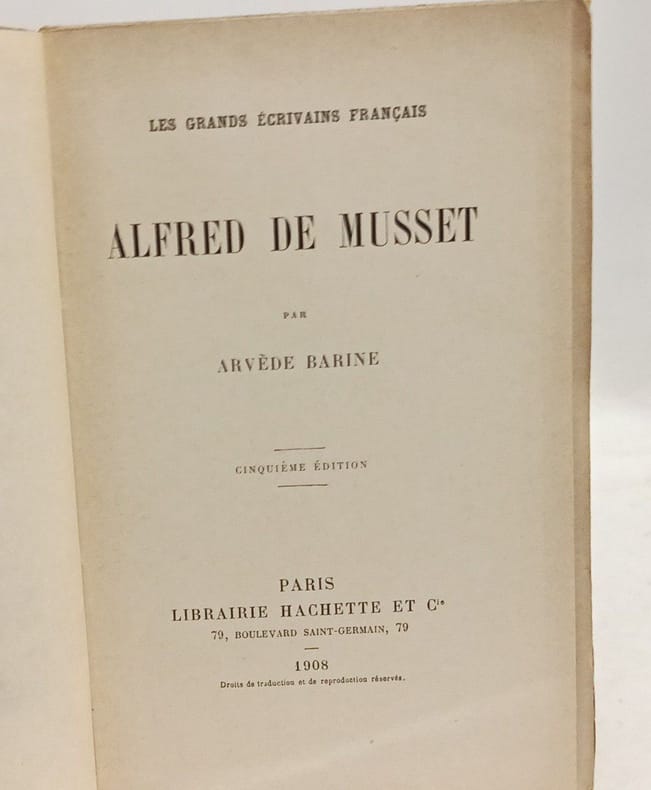 LES GRANDS ÉCRIVAINS FRANÇAIS
ALFRED DE MUSSET
PAR
ARVÈDE BARINE
CINQUIÈME ÉDITION
PARIS
LIBRAIRIE HACHETTE ET Cie
79, BOULEVARD SAINT-GERMAIN, 79
1908
Droits de traduction et de reproduction réservés.